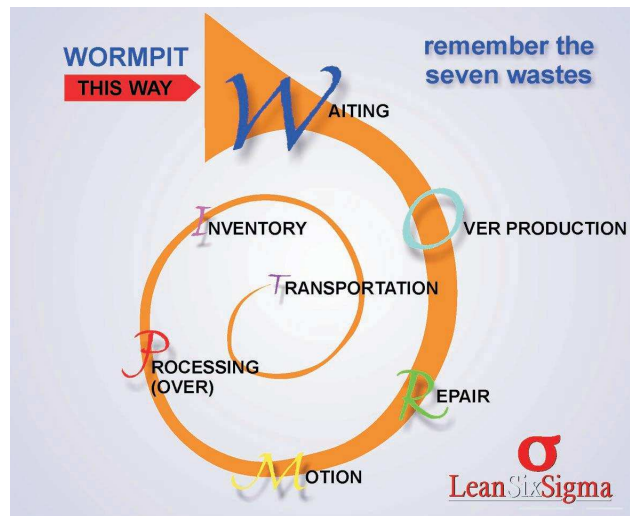 WORMPIT
THIS WAY
remember the
seven wastes
WAITING
OVER PRODUCTION
REPAIR
MOTION
PROCESSING
(OVER)
INVENTORY
TRANSPORTATION
σ
LeanSixSigma